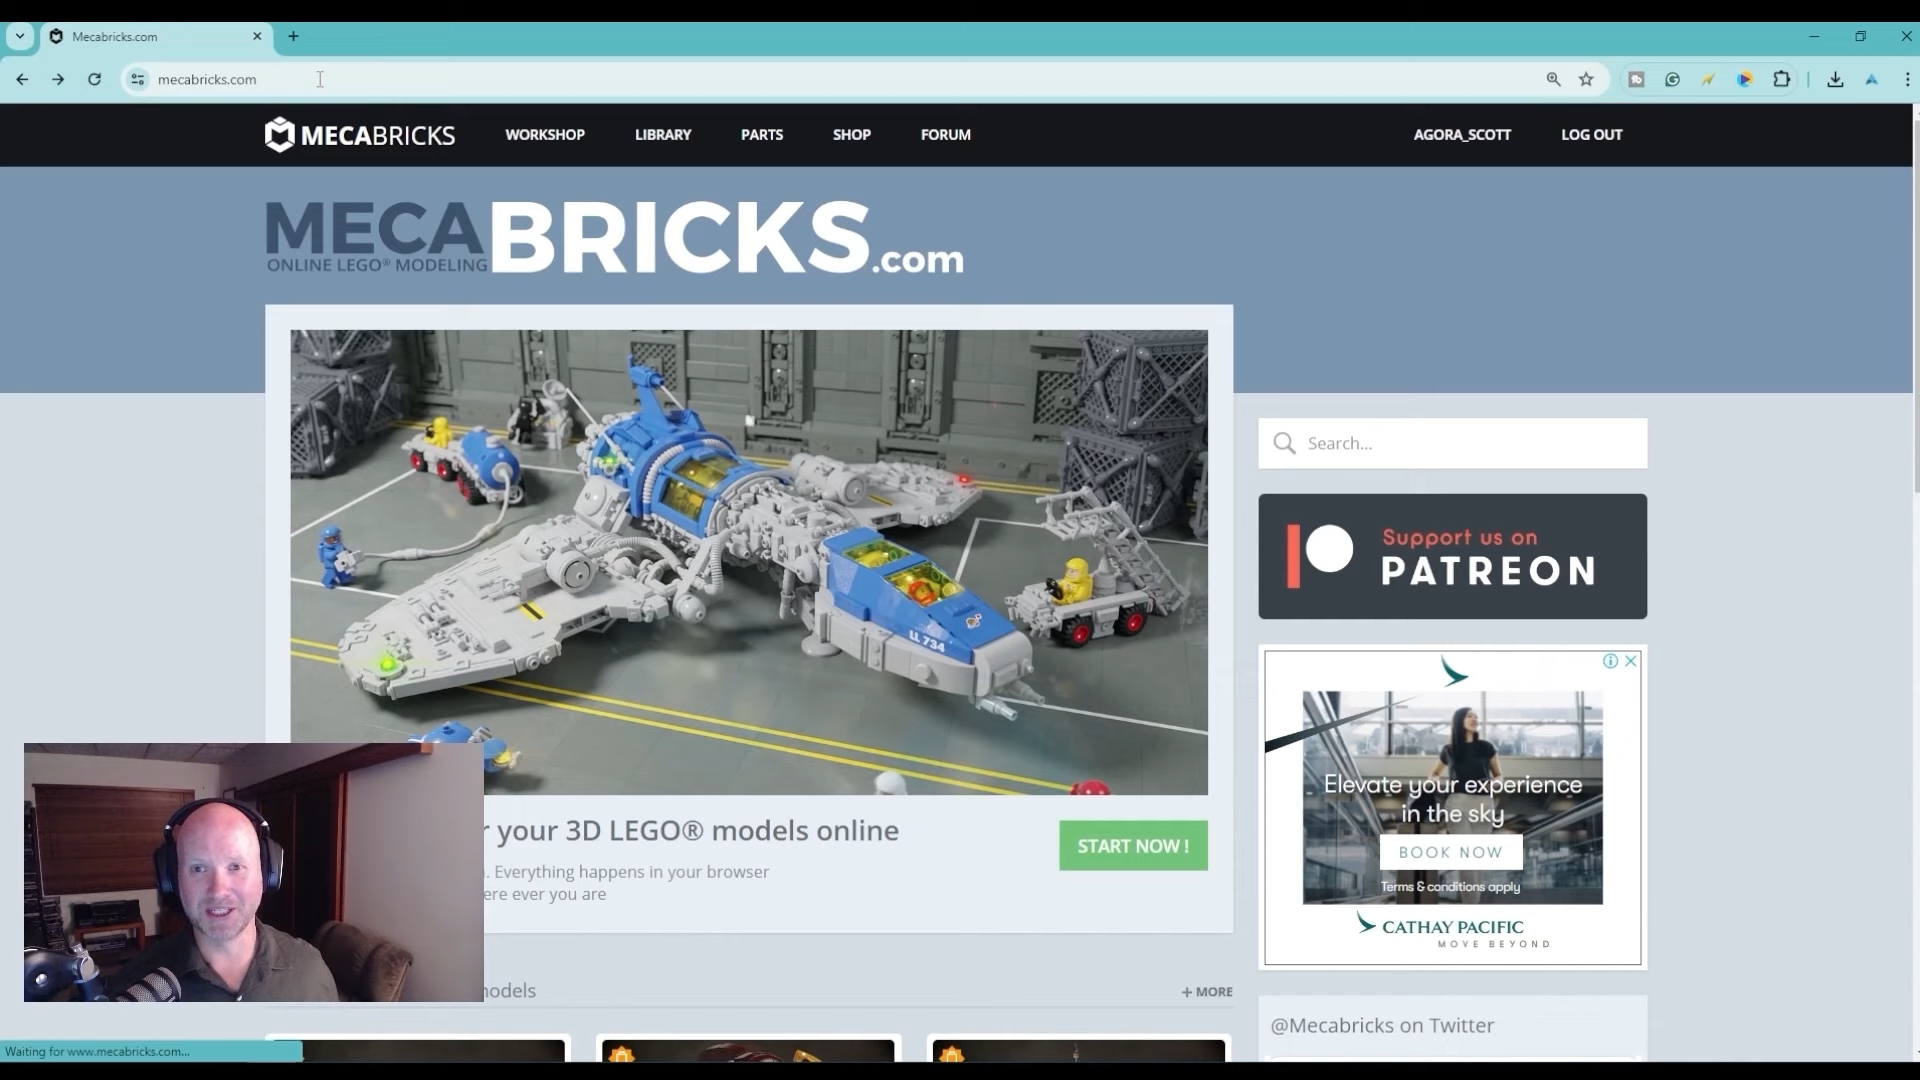 Mecabricks.com
mecabricks.com
MECABRICKS
WORKSHOP
LIBRARY
PARTS
SHOP
FORUM
AGORA_SCOTT
LOG OUT
MECABRICKS.com
ONLINE LEGO® MODELING
LL 734
Search...
Support us on
PATREON
Elevate your experience
in the sky
BOOK NOW
Terms & conditions apply
CATHAY PACIFIC
MOVE BEYOND
your 3D LEGO® models online
START NOW !
Everything happens in your browser
ever you are
+ MORE
@Mecabricks on Twitter
Waiting for www.mecabricks.com...